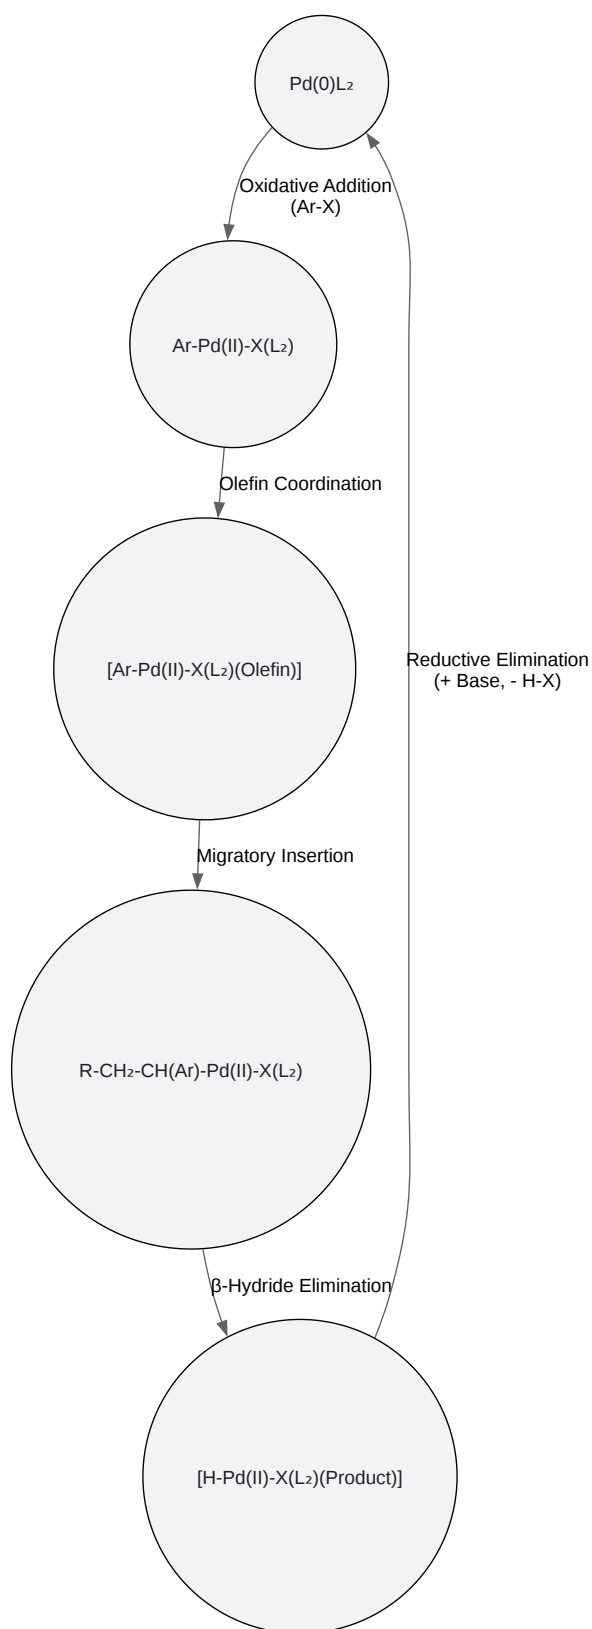 Pd(0)L₂
Oxidative Addition
(Ar-X)
Ar-Pd(II)-X(L₂)
Olefin Coordination
[Ar-Pd(II)-X(L₂)(Olefin)]
Reductive Elimination
(+ Base, - H-X)
Migratory Insertion
R-CH₂-CH(Ar)-Pd(II)-X(L₂)
β-Hydride Elimination
[H-Pd(II)-X(L₂)(Product)]